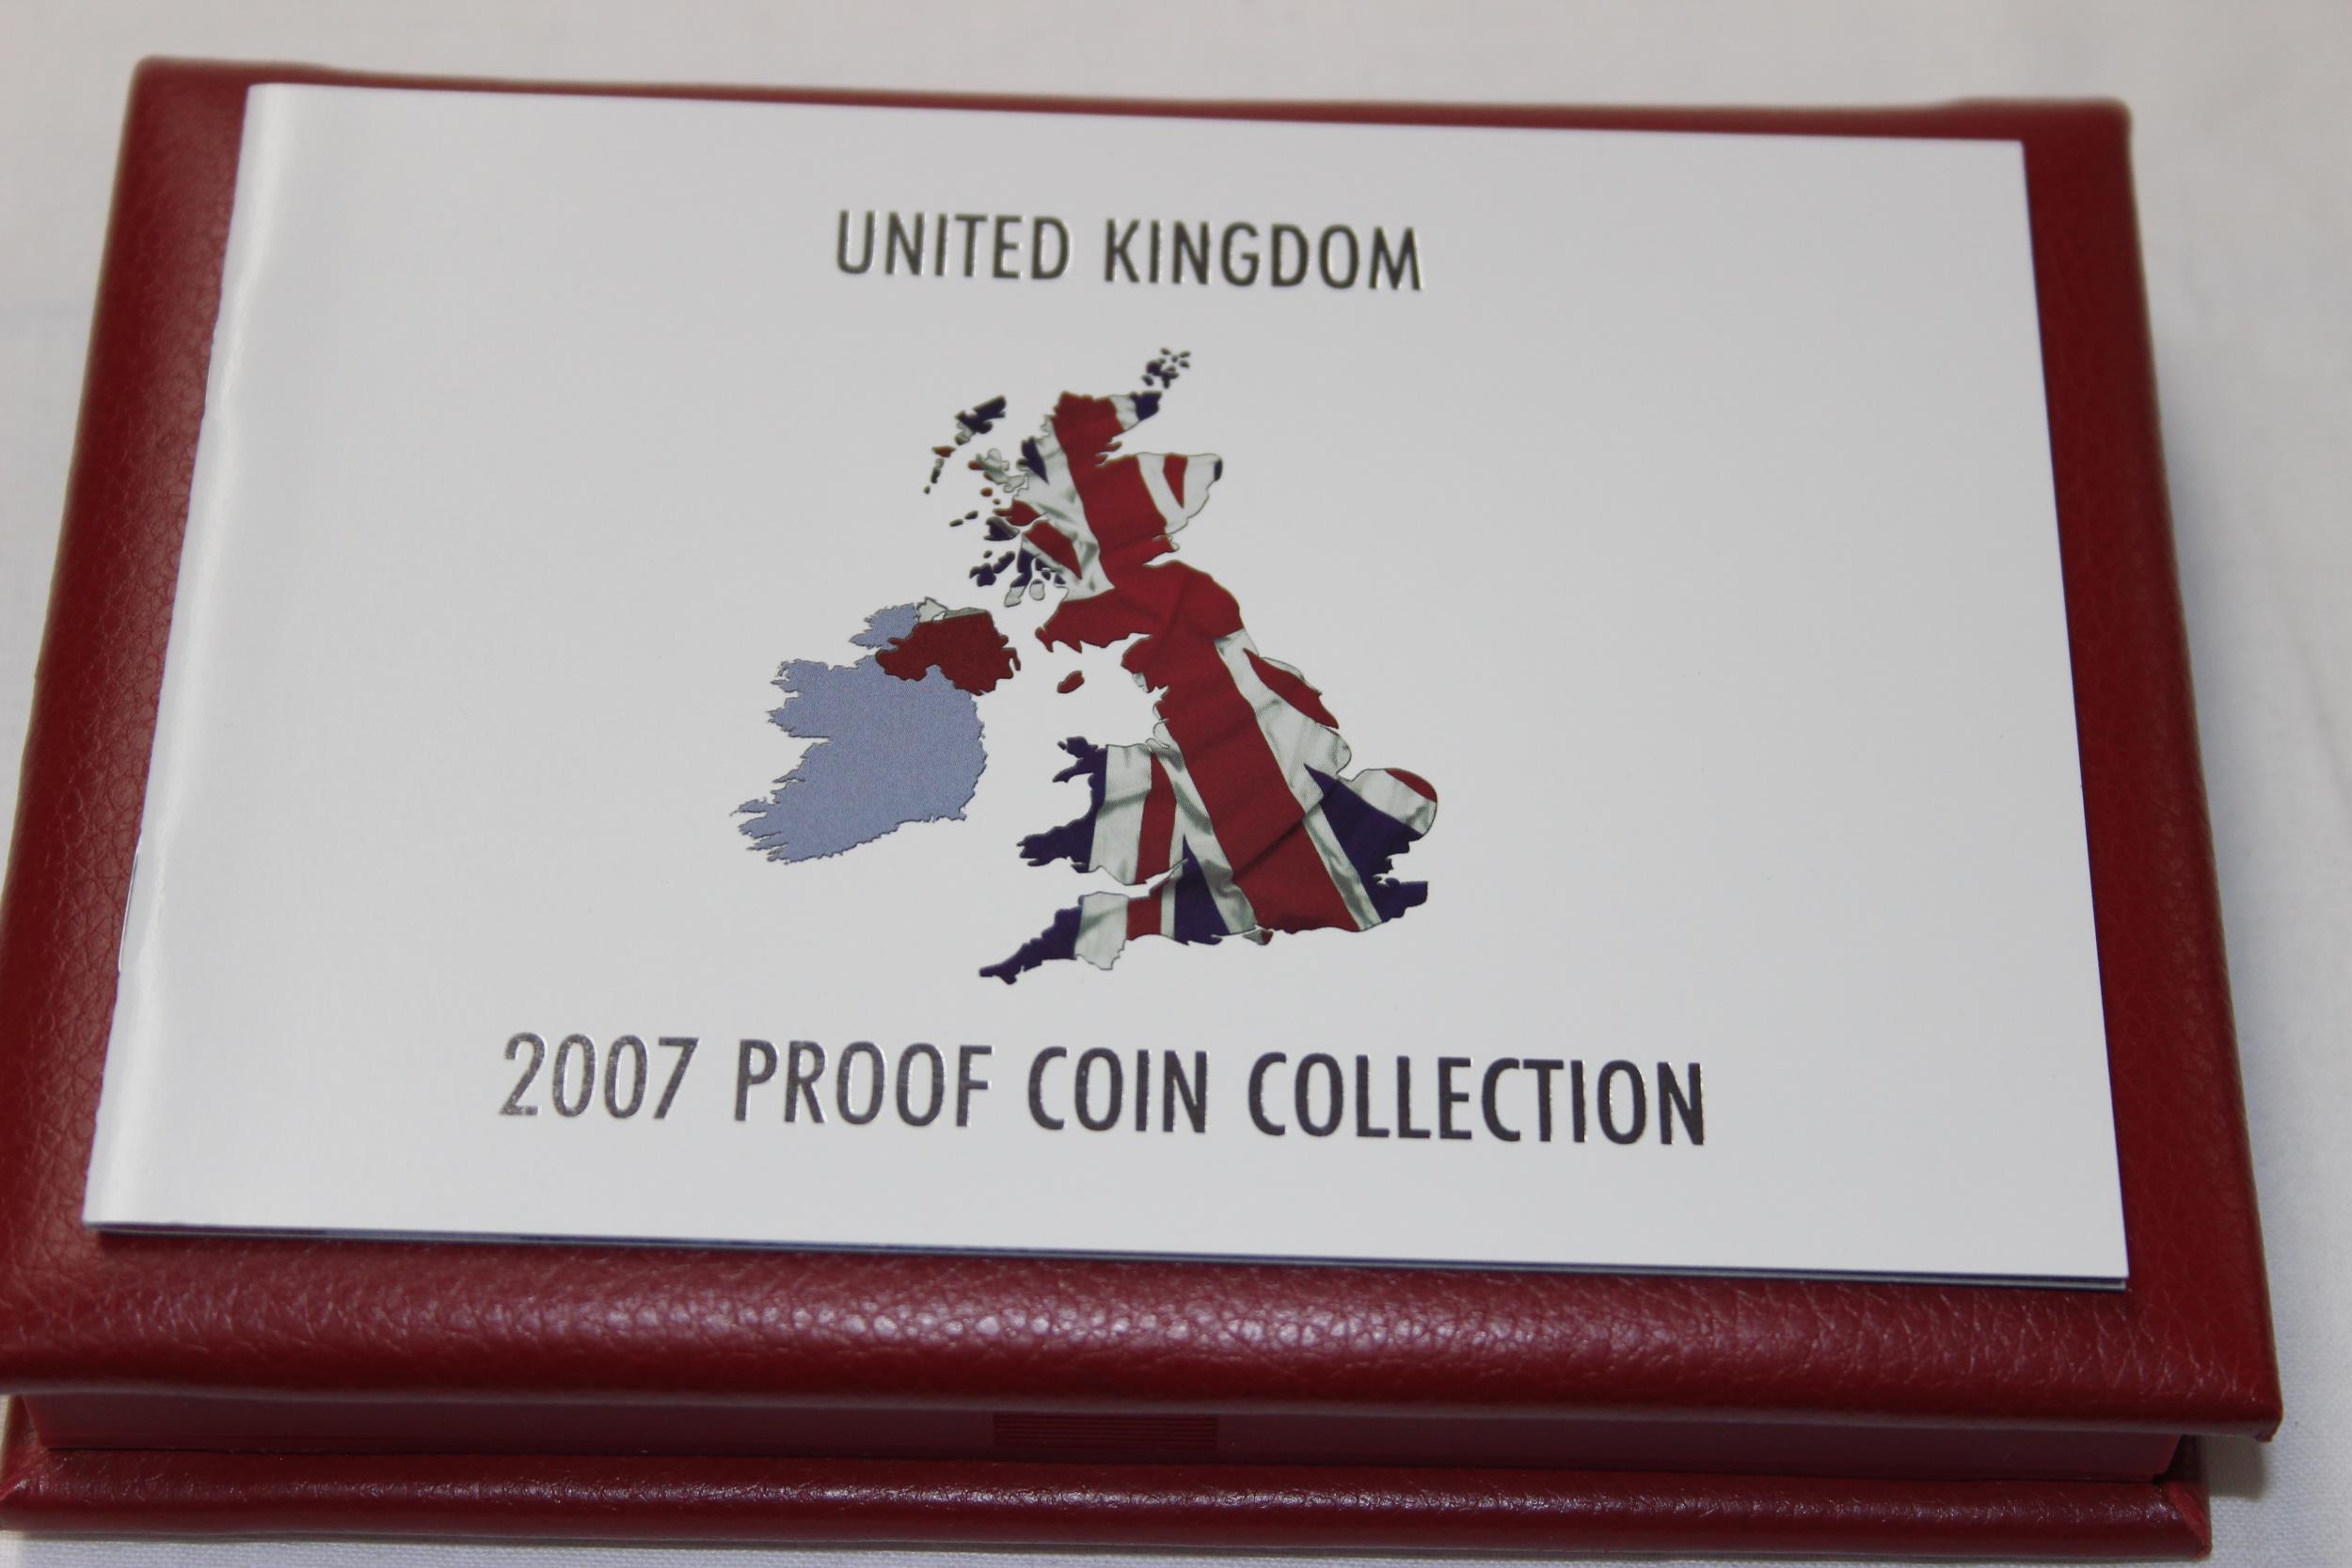 UNITED KINGDOM
2007 PROOF COIN COLLECTION